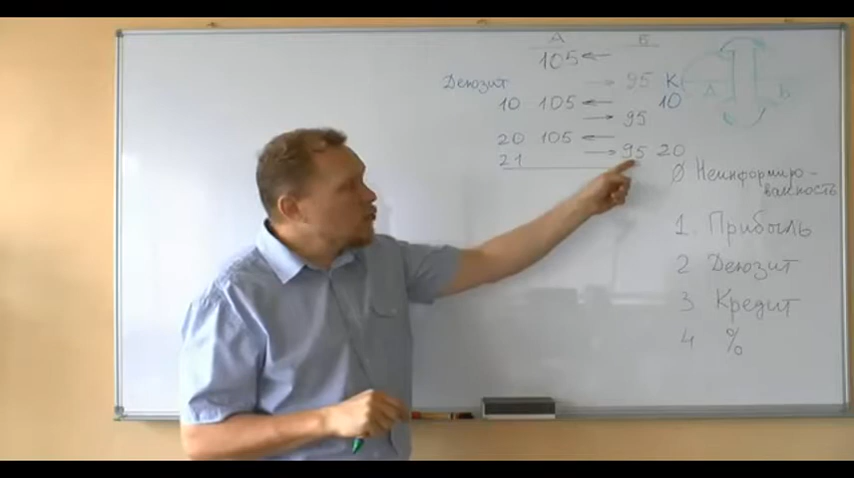 А Б
105 ←
Депозит → 95 К
10 105 ← 10
→ 95
20 105 ←
21 → 95 20
Ø Неинформиро-
ванность
1. Прибыль
2 Депозит
3 Кредит
4 %
А Б